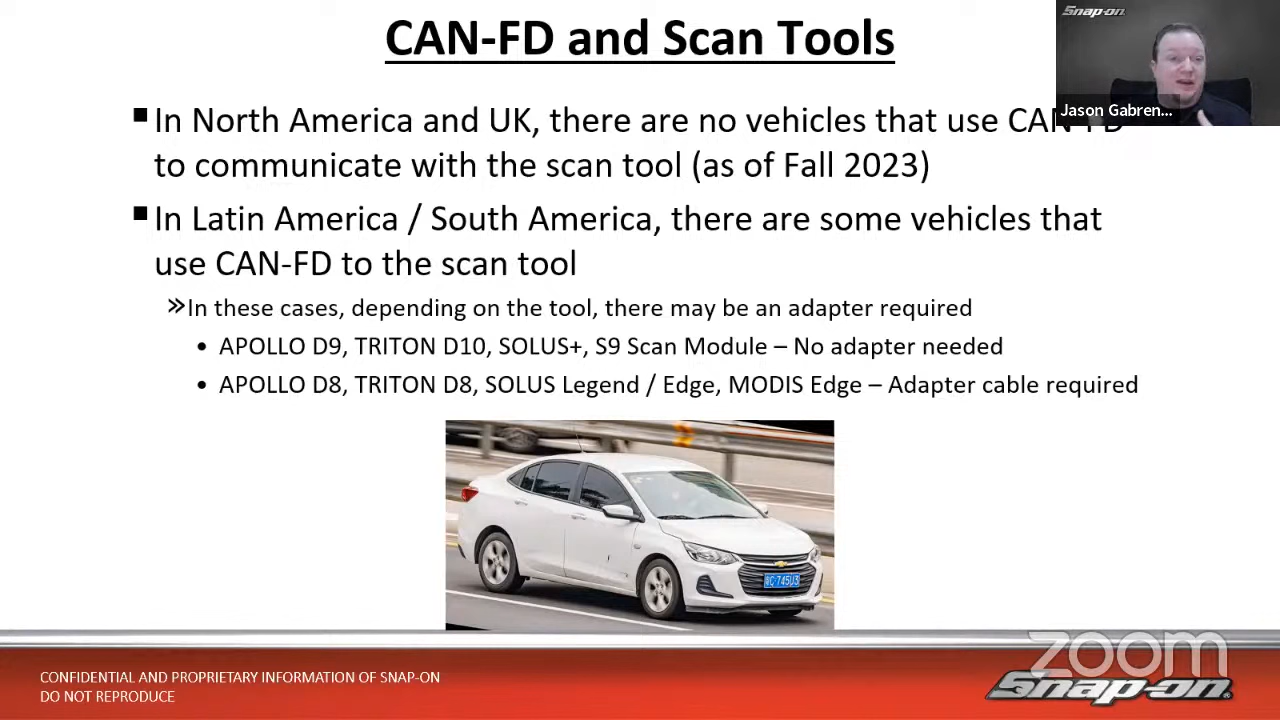 CAN-FD and Scan Tools
Snap-on
Jason Gabren...
In North America and UK, there are no vehicles that use CAN-FD
to communicate with the scan tool (as of Fall 2023)
In Latin America / South America, there are some vehicles that
use CAN-FD to the scan tool
In these cases, depending on the tool, there may be an adapter required
APOLLO D9, TRITON D10, SOLUS+, S9 Scan Module – No adapter needed
APOLLO D8, TRITON D8, SOLUS Legend / Edge, MODIS Edge – Adapter cable required
C·745U3
CONFIDENTIAL AND PROPRIETARY INFORMATION OF SNAP-ON
DO NOT REPRODUCE
zoom
Snap-on